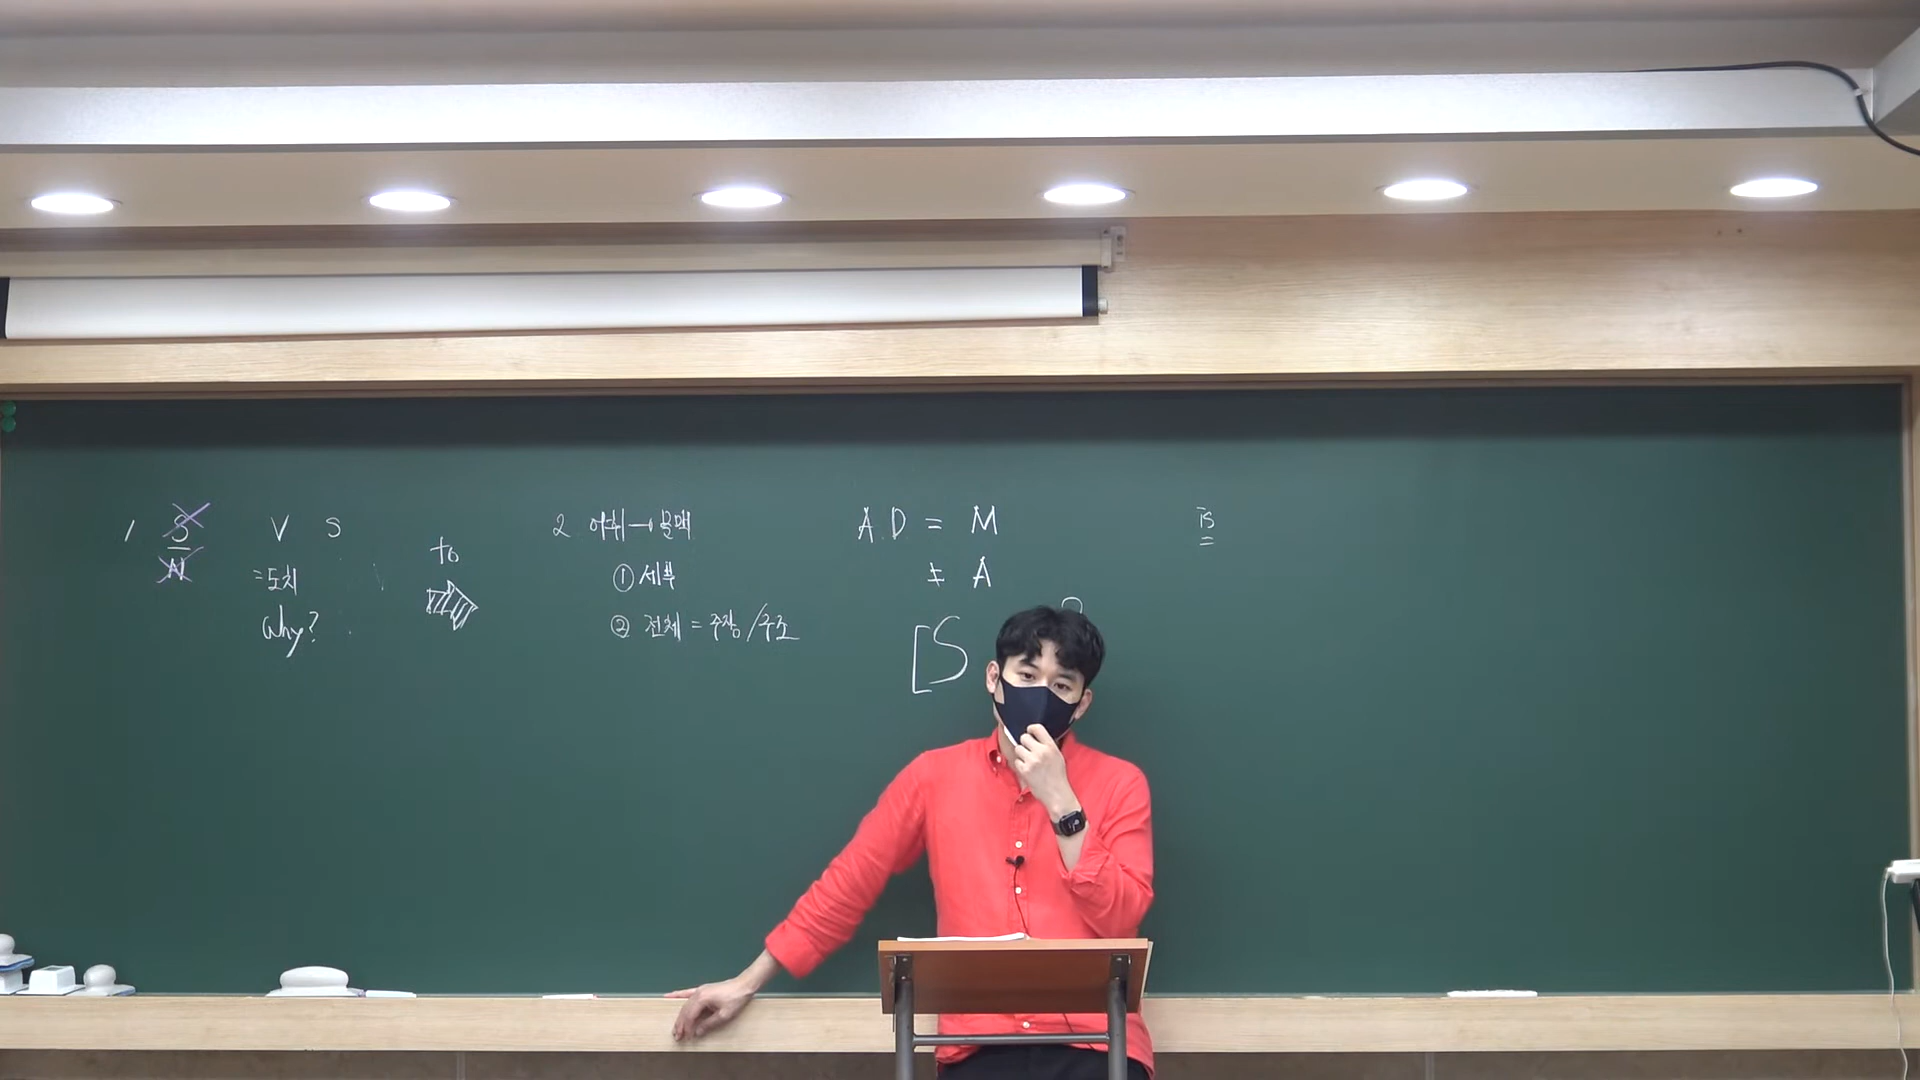 1 S V S
N
=도치
Why?
to
2. 어휘→문맥
① 세부
② 전체 = 주장/구조
A.D = M
≠ A
[S
is
=